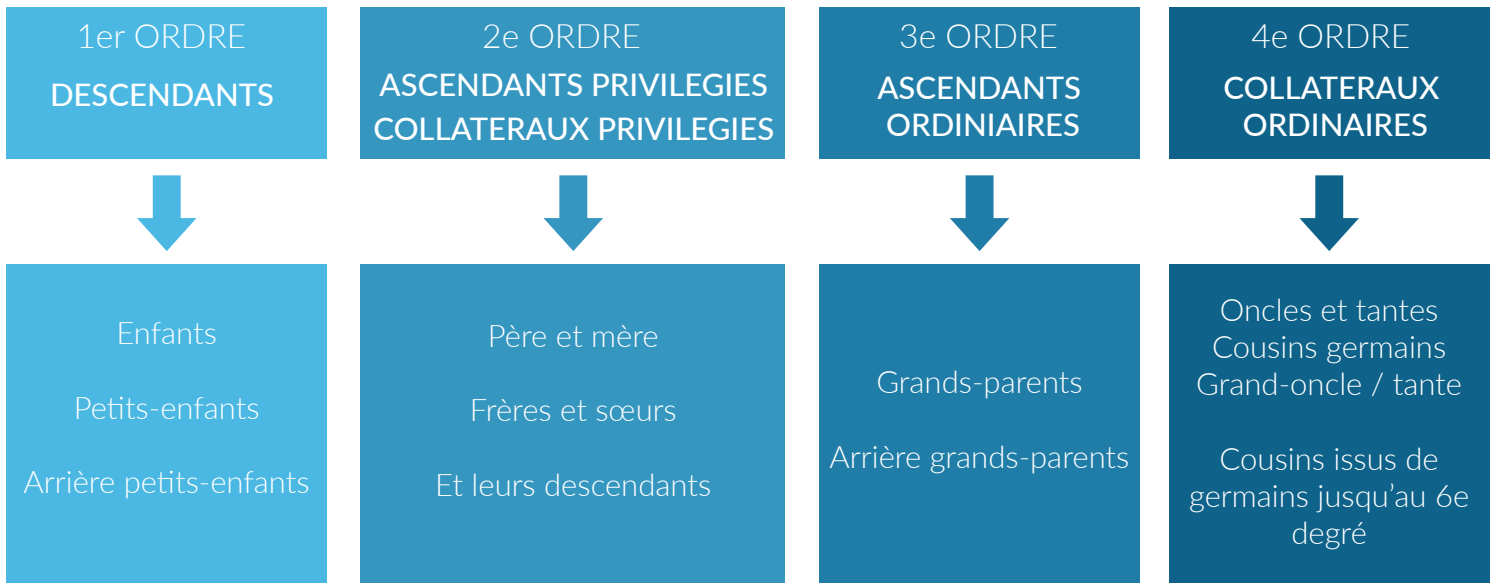 1er ORDRE
DESCENDANTS
2e ORDRE
ASCENDANTS PRIVILEGIES
COLLATERAUX PRIVILEGIES
3e ORDRE
ASCENDANTS
ORDINIAIRES
4e ORDRE
COLLATERAUX
ORDINAIRES
Enfants
Petits-enfants
Arrière petits-enfants
Père et mère
Frères et sœurs
Et leurs descendants
Grands-parents
Arrière grands-parents
Oncles et tantes
Cousins germains
Grand-oncle / tante
Cousins issus de
germains jusqu’au 6e
degré